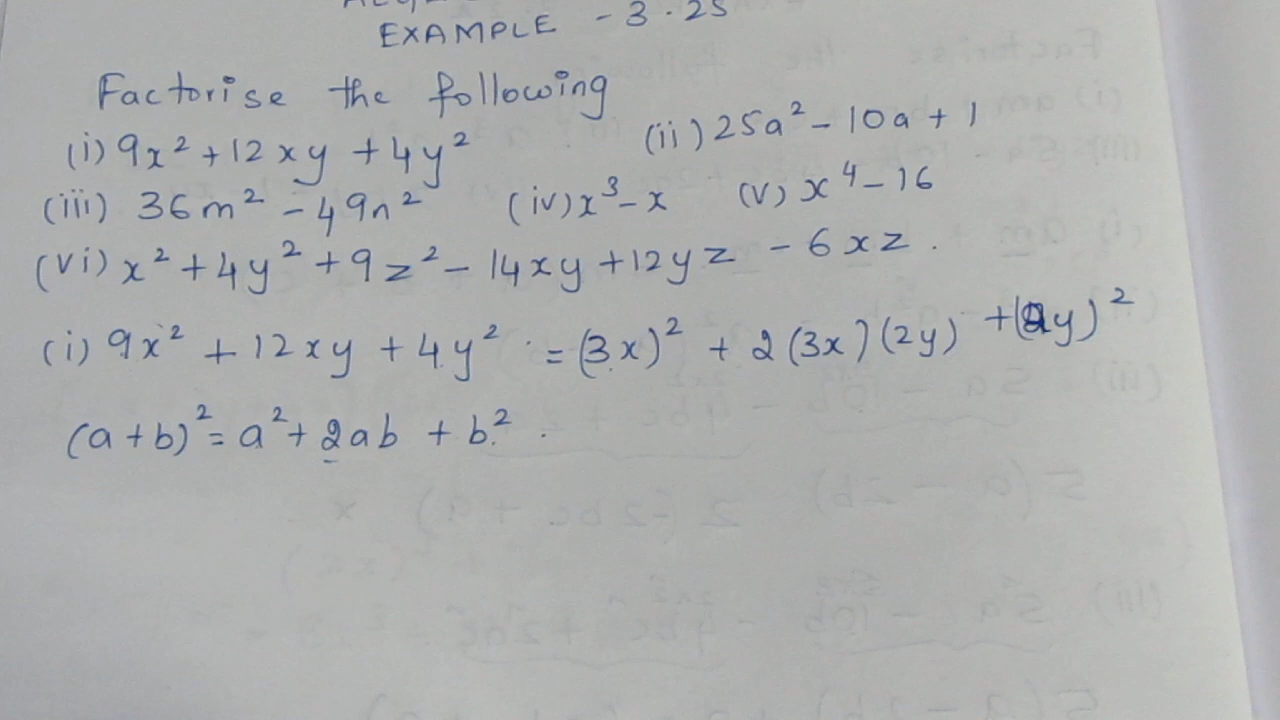 EXAMPLE - 3.25
Factorise the following
(i) 9x² + 12xy + 4y² (ii) 25a² - 10a + 1
(iii) 36m² - 49n² (iv) x³ - x (v) x⁴ - 16
(vi) x² + 4y² + 9z² - 14xy + 12yz - 6xz.
(i) 9x² + 12xy + 4y² = (3x)² + 2(3x)(2y) + (2y)²
(a+b)² = a² + 2ab + b².